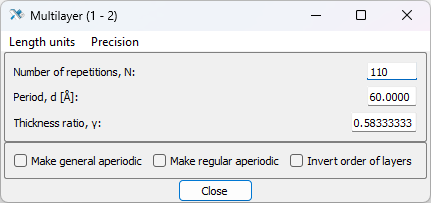 Multilayer (1 - 2)
Length units Precision
Number of repetitions, N: 110
Period, d [Å]: 60.0000
Thickness ratio, γ: 0.58333333
Make general aperiodic Make regular aperiodic Invert order of layers
Close